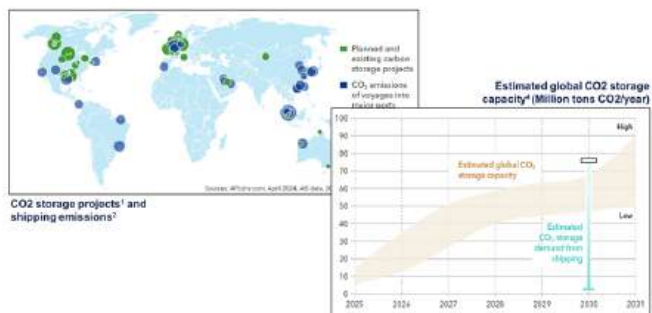 Planned and
existing carbon
storage projects
CO₂ emissions
of voyages into
major ports
Sources:
April 2024, AIS data,
CO2 storage projects¹ and
shipping emissions²
Estimated global CO2 storage
capacity⁴ (Million tons CO2/year)
100
90
80
70
60
50
40
30
20
10
0
High
Estimated global CO₂
storage capacity
Low
Estimated
CO₂ storage
demand from
shipping
2025
2026
2027
2028
2029
2030
2031